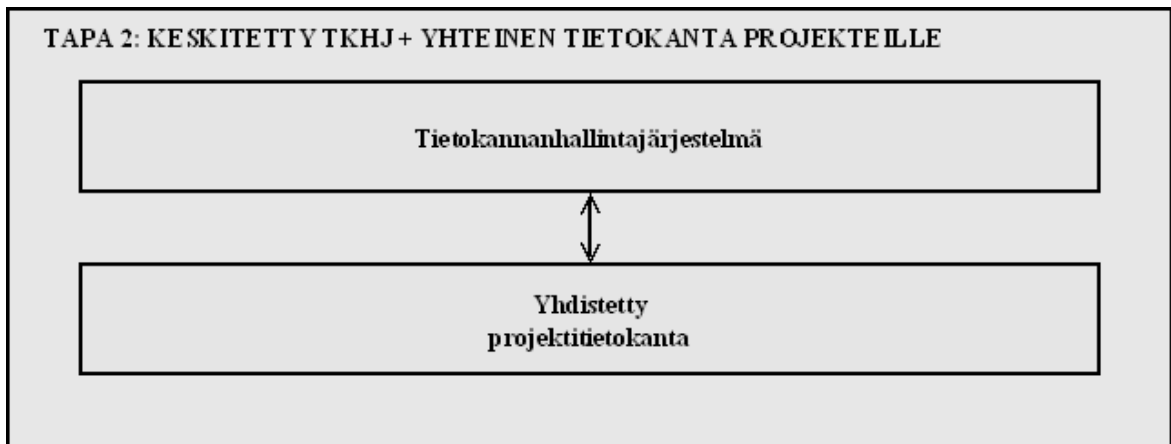 TAPA 2: KESKITETTY TKHJ + YHTEINEN TIETOKANTA PROJEKTEILLE
Tietokannanhallintajärjestelmä
Yhdistetty
projektitietokanta